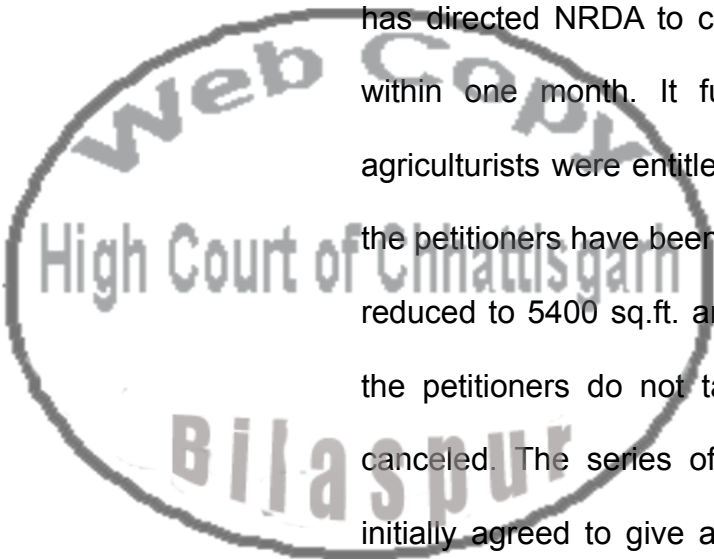 has directed NRDA to c
within one month. It fu
agriculturists were entitle
the petitioners have been
reduced to 5400 sq.ft. an
the petitioners do not ta
canceled. The series of
initially agreed to give a
Web Copy
High Court of Chhattisgarh
Bilaspur